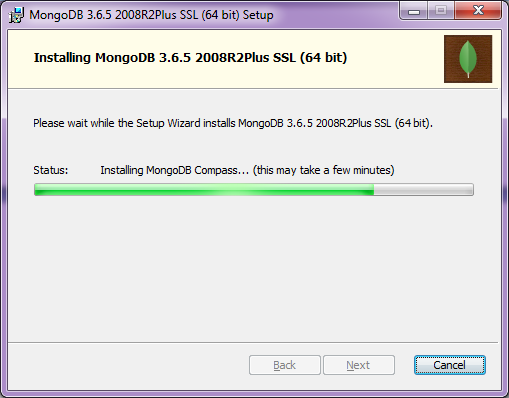 MongoDB 3.6.5 2008R2Plus SSL (64 bit) Setup
Installing MongoDB 3.6.5 2008R2Plus SSL (64 bit)
Please wait while the Setup Wizard installs MongoDB 3.6.5 2008R2Plus SSL (64 bit).
Status: Installing MongoDB Compass... (this may take a few minutes)
Back Next Cancel